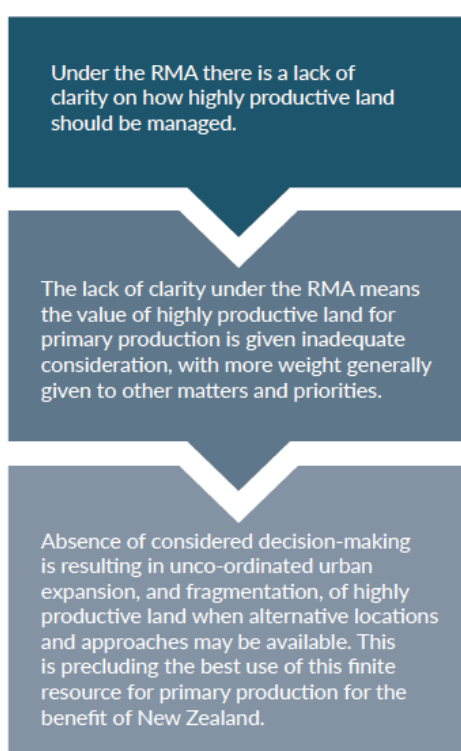 Under the RMA there is a lack of
clarity on how highly productive land
should be managed.
The lack of clarity under the RMA means
the value of highly productive land for
primary production is given inadequate
consideration, with more weight generally
given to other matters and priorities.
Absence of considered decision-making
is resulting in unco-ordinated urban
expansion, and fragmentation, of highly
productive land when alternative locations
and approaches may be available. This
is precluding the best use of this finite
resource for primary production for the
benefit of New Zealand.